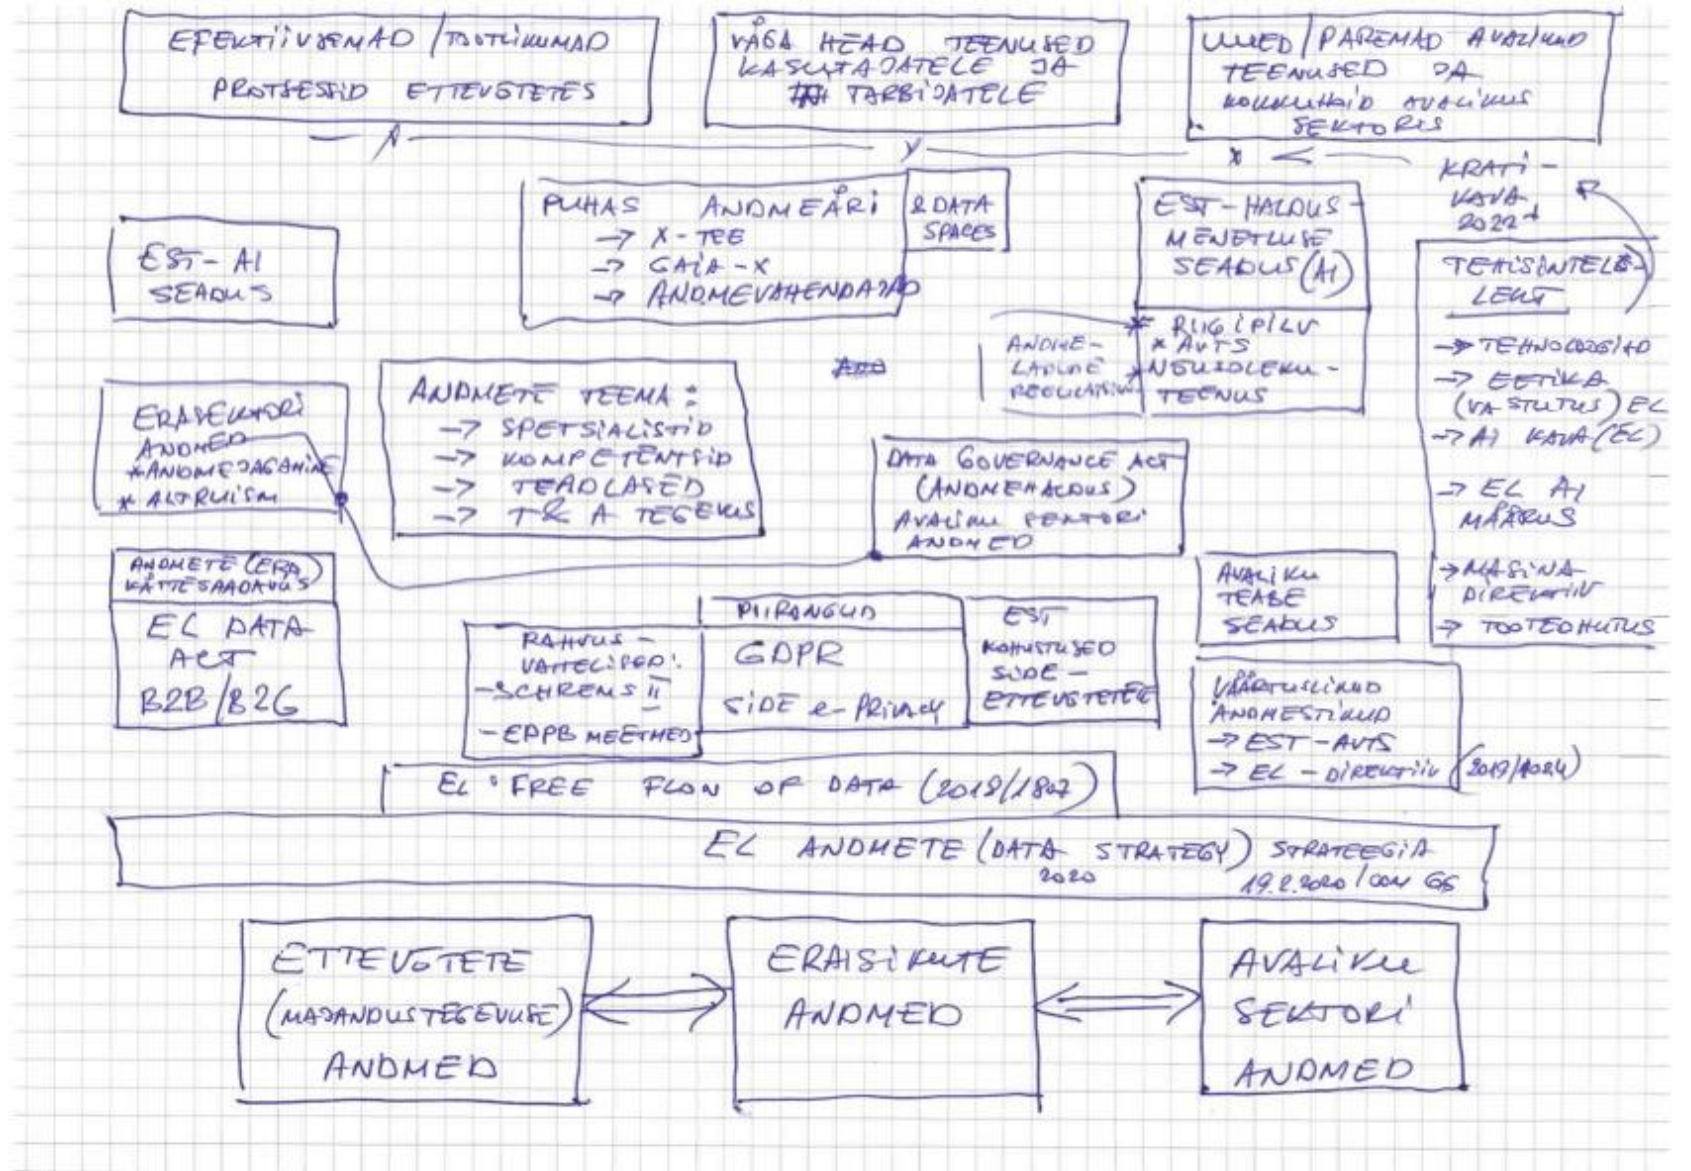 EFEKTIIVSEMAD / TOOTLIKUMAD
PROTSESSID ETTEVÕTETES
VÄGA HEAD TEENUSED
KASUTAJATELE JA
TARBIJATELE
UUED / PAREMAD AVALIKUD
TEENUSED JA
KOKKUHOID AVALIKUS
SEKTORIS
KRATI-
KAVA
2022+
EST-AI
SEADUS
PUHAS ANDMEÄRI
→ X-TEE
→ GAIA-X
→ ANDMEVAHENDAJAD
& DATA
SPACES
EST-HALDUS-
MENETLUSE
SEADUS (AI)
* RIIGIPILV
* AVTS
* NÕUSOLEKU-
TEENUS
ANDME-
LADUDE
REGULATSIOON
TEHISINTELE-
LEKT
→ TEHNOLOOGIAD
→ EETIKA
(VASTUTUS) EL
→ AI KAVA (EL)
→ EL AI
MÄÄRUS
→ MASINA
DIREKTIIV
→ TOOTEOHUTUS
ERASEKTORI
ANDMED
* ANDMEJAGAMINE
* ALTRUISM
ANDMETE TEEMA:
→ SPETSIALISTID
→ KOMPETENTSID
→ TEADLASED
→ T & A TEGEVUS
DATA GOVERNANCE ACT
(ANDMEHALDUS)
AVALIKU SEKTORI
ANDMED
ANDMETE (ERA)
KÄTTESAADAVUS
EL DATA
ACT
B2B/B2G
RAHVUS-
VAHELISED:
- SCHREMS II
- EDPB MEETMED
PIIRANGUD
GDPR
SIDE e-PRIVACY
EST
KOHUSTUSED
SIDE-
ETTEVÕTETELE
AVALIKU
TEABE
SEADUS
VÄÄRTUSLIKUD
ANDMESTIKUD
→ EST-AVTS
→ EL-DIREKTIIV (2019/1024)
EL: FREE FLOW OF DATA (2018/1807)
EL ANDMETE (DATA STRATEGY) STRATEEGIA
2020 19.2.2020 / COM 66
ETTEVÕTETE
(MAJANDUSTEGEVUSE)
ANDMED
ERAISIKUTE
ANDMED
AVALIKU
SEKTORI
ANDMED